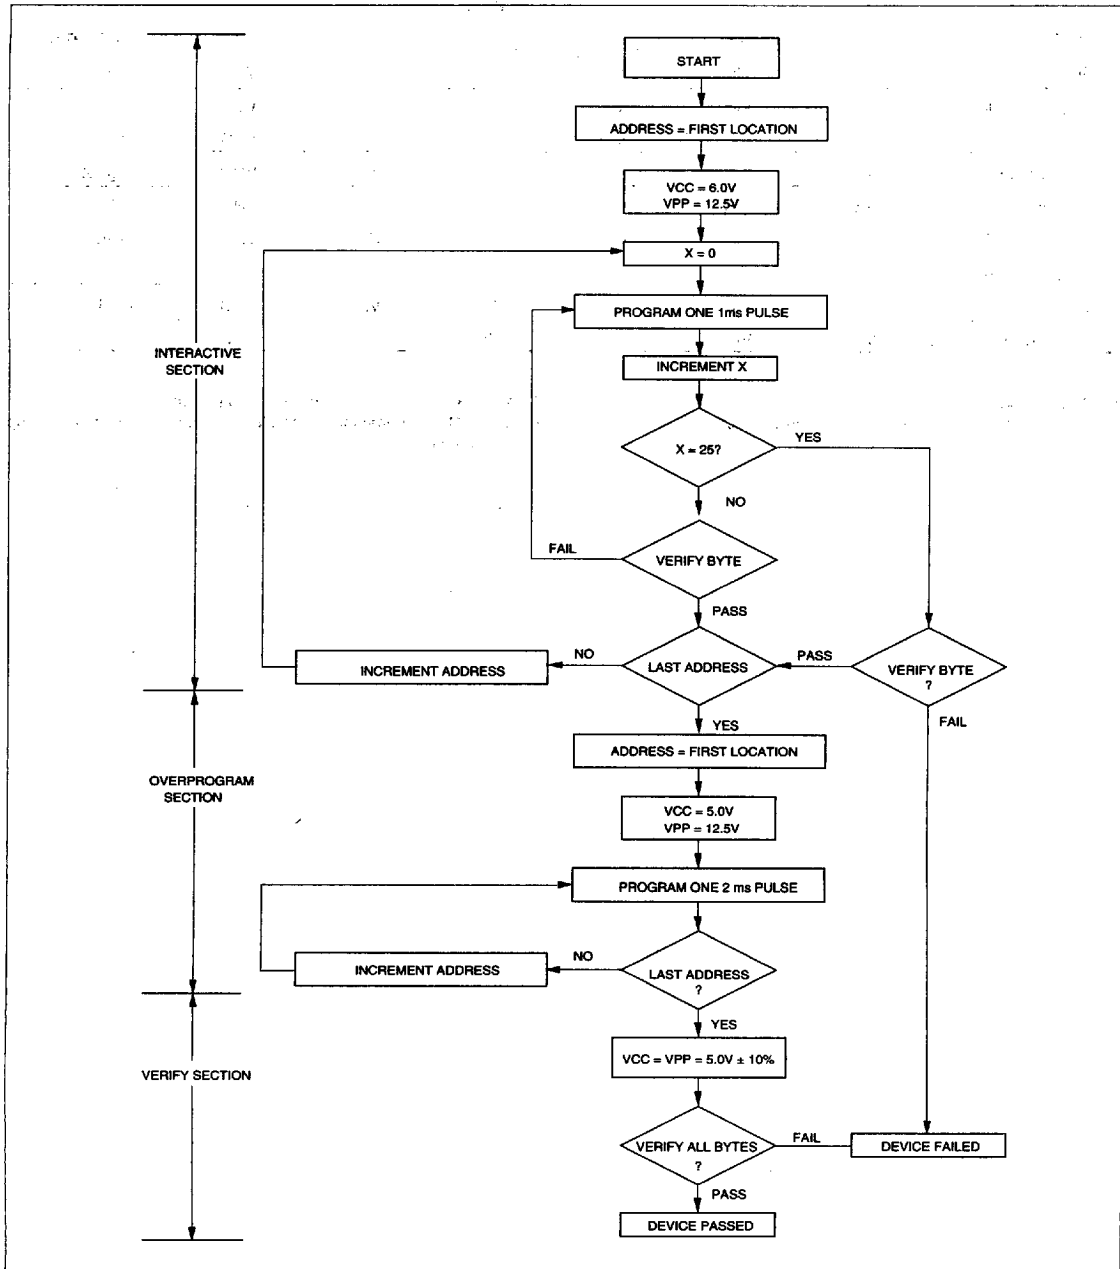 START
ADDRESS = FIRST LOCATION
VCC = 6.0V
VPP = 12.5V
X = 0
PROGRAM ONE 1ms PULSE
INTERACTIVE
SECTION
INCREMENT X
X = 25?
YES
NO
FAIL
VERIFY BYTE
PASS
INCREMENT ADDRESS
NO
LAST ADDRESS
PASS
VERIFY BYTE
?
YES
FAIL
ADDRESS = FIRST LOCATION
OVERPROGRAM
SECTION
VCC = 5.0V
VPP = 12.5V
PROGRAM ONE 2 ms PULSE
INCREMENT ADDRESS
NO
LAST ADDRESS
?
YES
VCC = VPP = 5.0V ± 10%
VERIFY SECTION
VERIFY ALL BYTES
?
FAIL
DEVICE FAILED
PASS
DEVICE PASSED